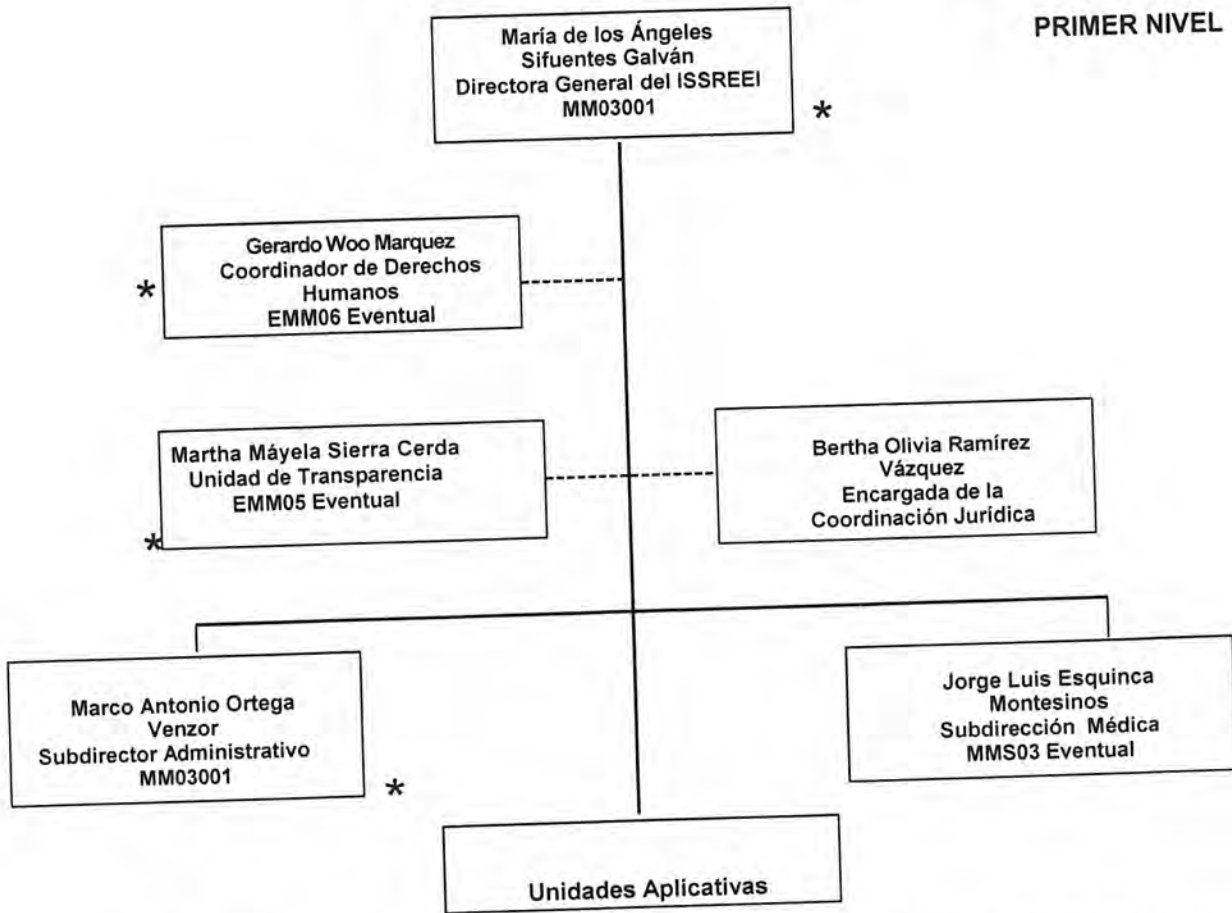 PRIMER NIVEL
María de los Ángeles
Sifuentes Galván
Directora General del ISSREEI
MM03001
*
Gerardo Woo Marquez
Coordinador de Derechos
Humanos
EMM06 Eventual
*
Martha Máyela Sierra Cerda
Unidad de Transparencia
EMM05 Eventual
*
Bertha Olivia Ramírez
Vázquez
Encargada de la
Coordinación Jurídica
Marco Antonio Ortega
Venzor
Subdirector Administrativo
MM03001
*
Jorge Luis Esquinca
Montesinos
Subdirección Médica
MMS03 Eventual
Unidades Aplicativas